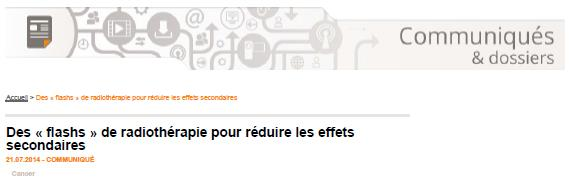 Communiqués
& dossiers
Accueil > Des « flashs » de radiothérapie pour réduire les effets secondaires
Des « flashs » de radiothérapie pour réduire les effets
secondaires
21.07.2014 - COMMUNIQUÉ
Cancer